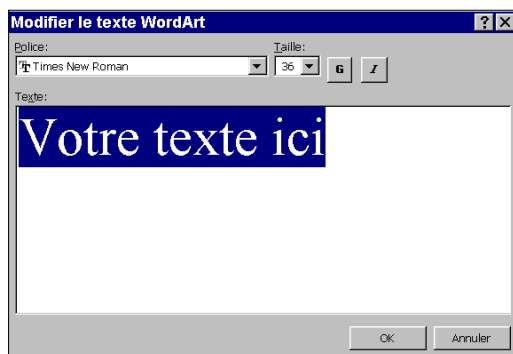 Modifier le texte WordArt
Police: Taille:
Times New Roman 36 G I
Texte:
Votre texte ici
OK Annuler